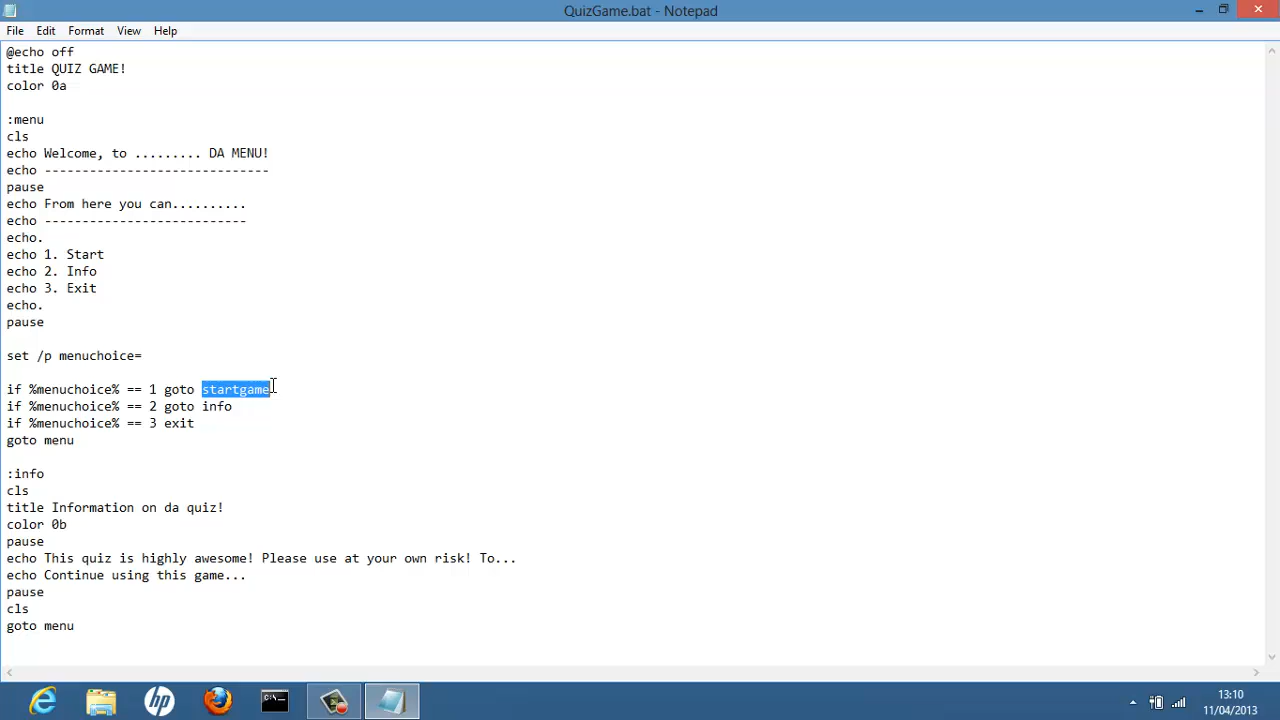 QuizGame.bat - Notepad
File Edit Format View Help
@echo off
title QUIZ GAME!
color 0a
:menu
cls
echo Welcome, to ......... DA MENU!
echo ------------------------------
pause
echo From here you can..........
echo ---------------------------
echo.
echo 1. Start
echo 2. Info
echo 3. Exit
echo.
pause
set /p menuchoice=
if %menuchoice% == 1 goto startgame
if %menuchoice% == 2 goto info
if %menuchoice% == 3 exit
goto menu
:info
cls
title Information on da quiz!
color 0b
pause
echo This quiz is highly awesome! Please use at your own risk! To...
echo Continue using this game...
pause
cls
goto menu
hp
C:\
13:10
11/04/2013